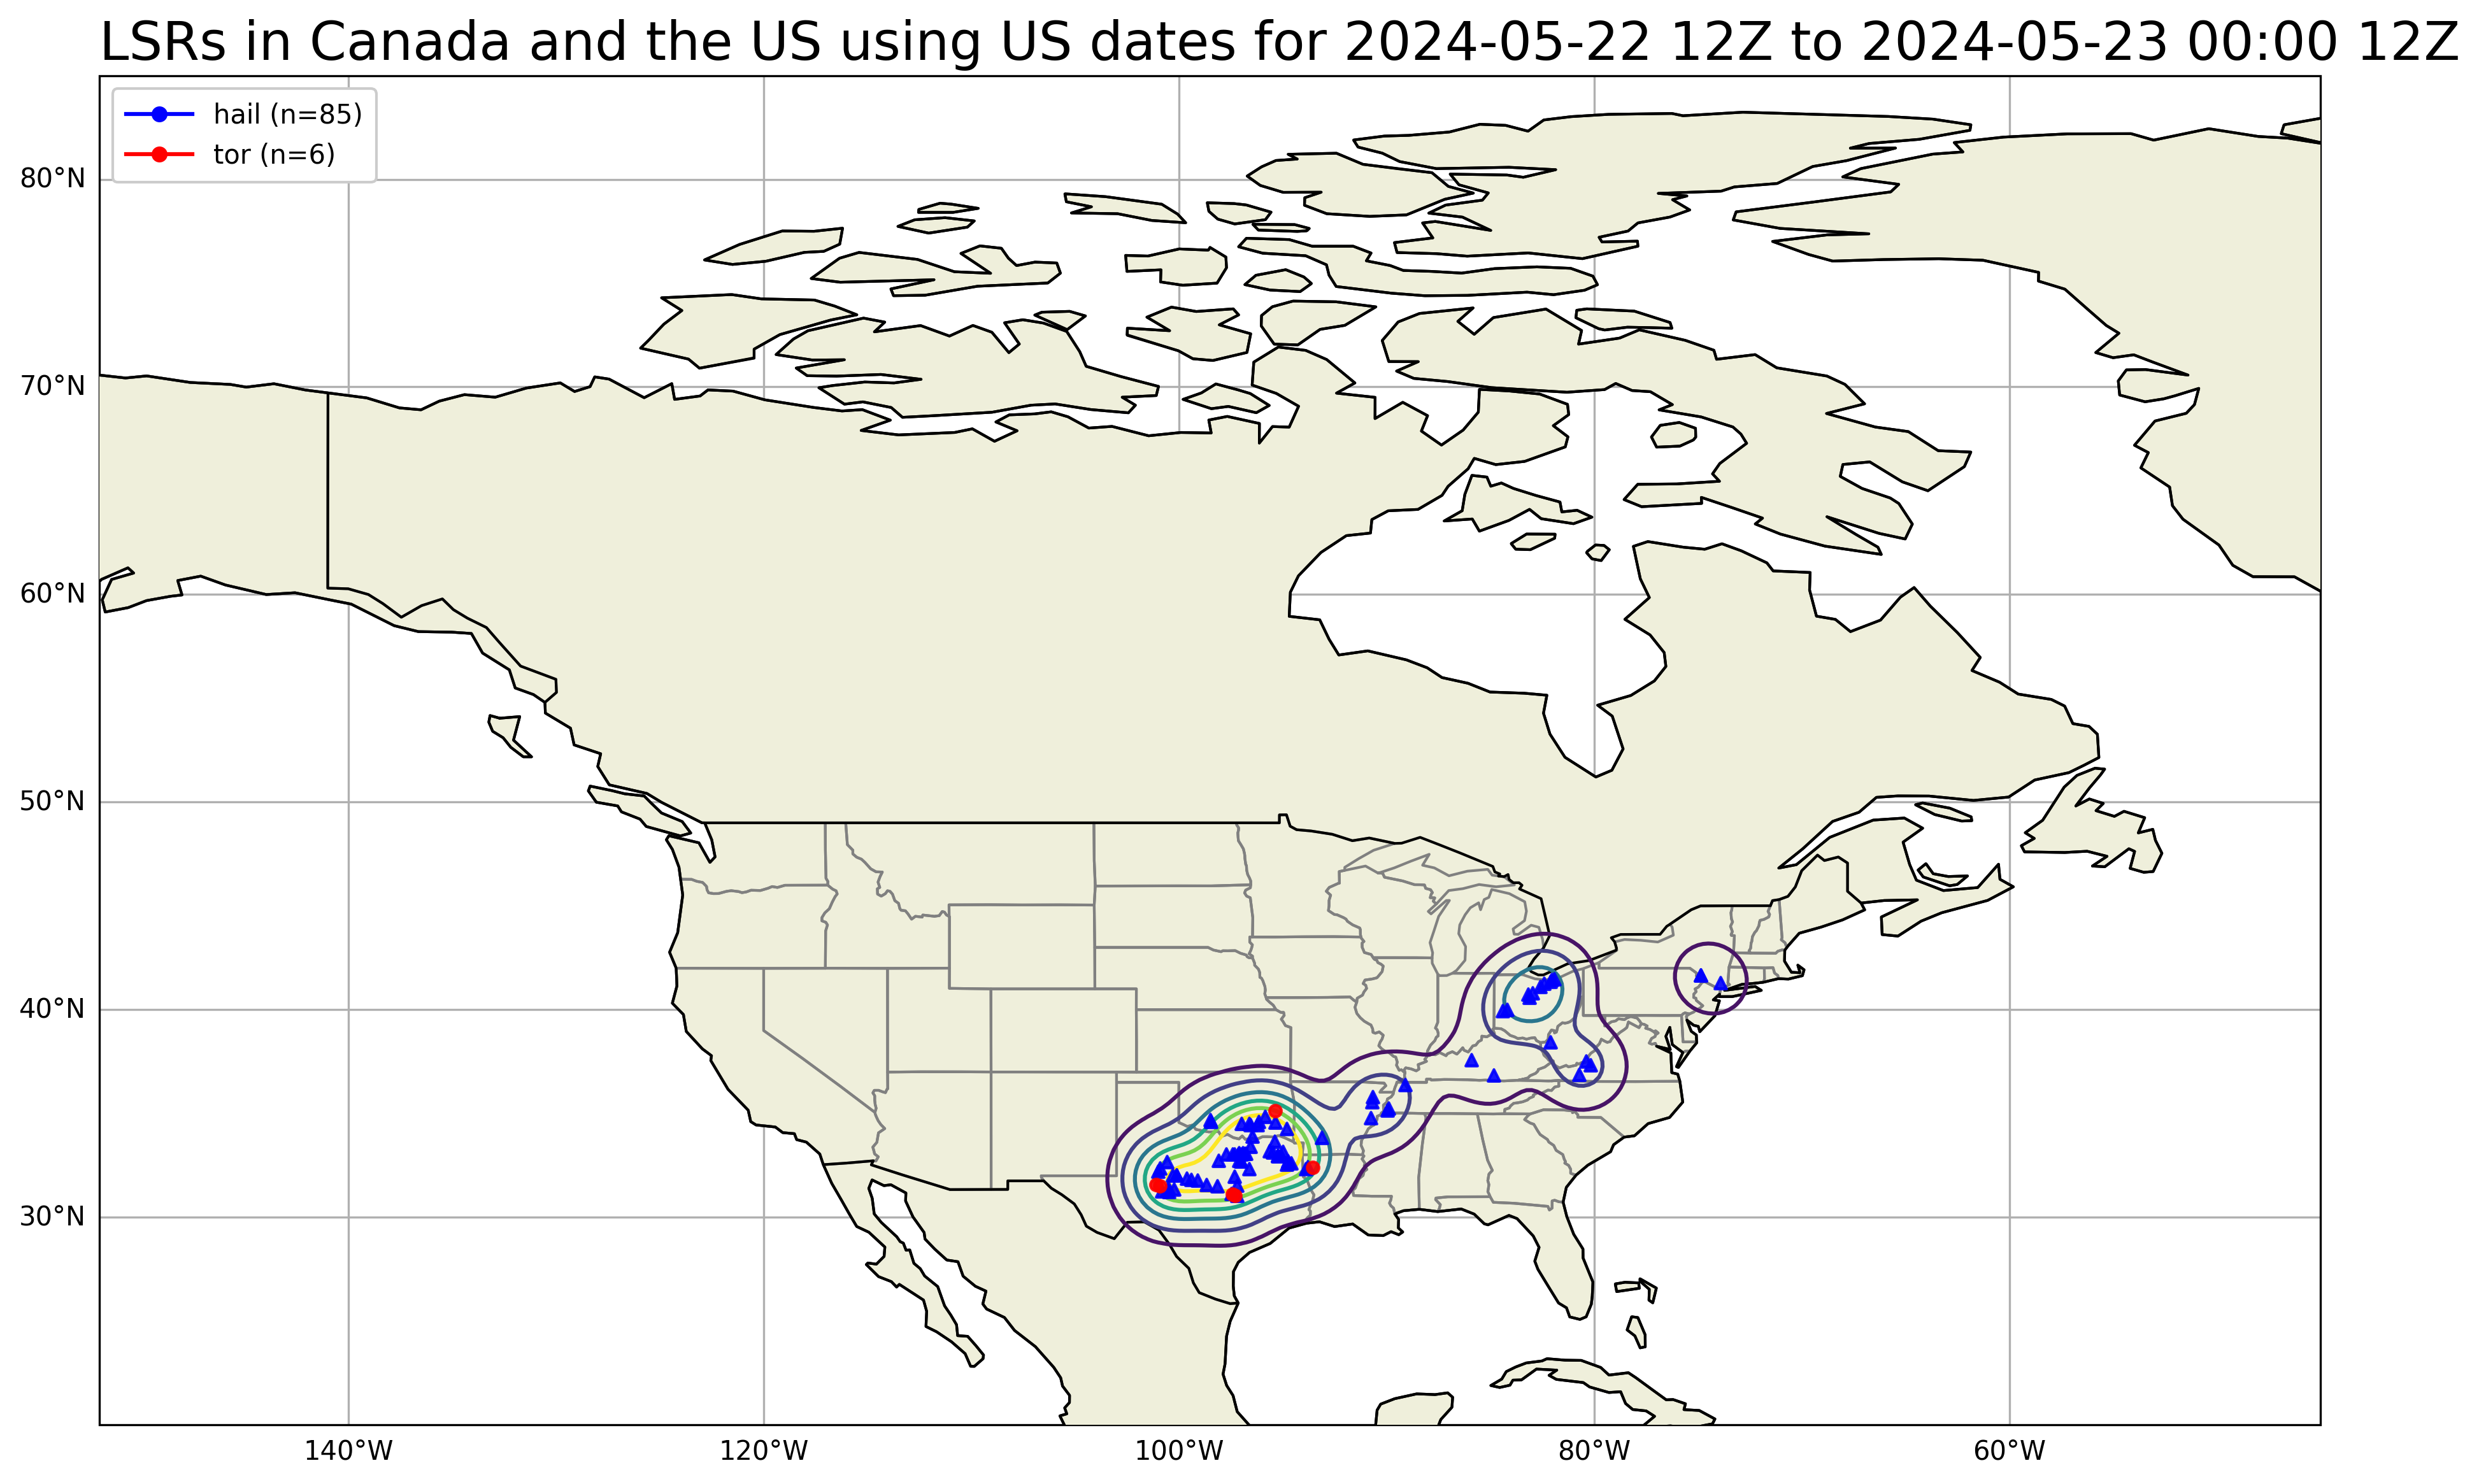 LSRs in Canada and the US using US dates for 2024-05-22 12Z to 2024-05-23 00:00 12Z
hail (n=85)
tor (n=6)
80°N
70°N
60°N
50°N
40°N
30°N
140°W 120°W 100°W 80°W 60°W